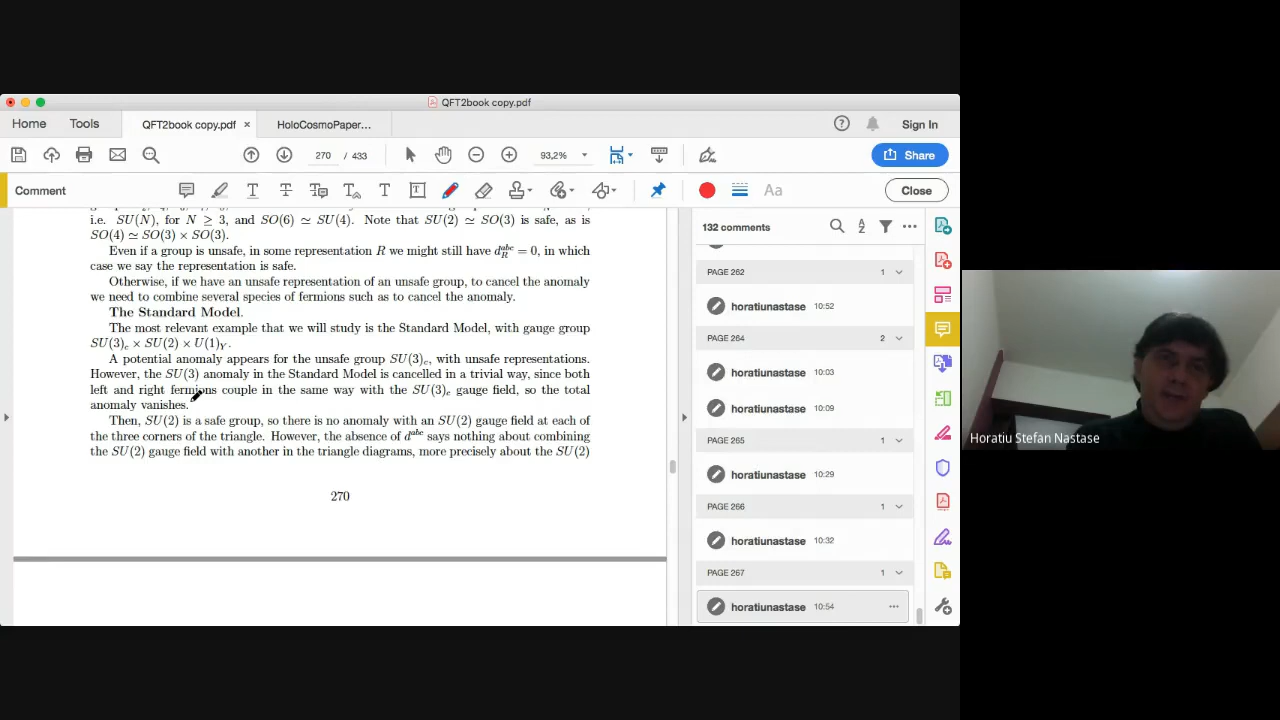 QFT2book copy.pdf
Home Tools QFT2book copy.pdf × HoloCosmoPaper... Sign In
270 / 433 93,2% Share
Comment Aa Close
i.e. SU(N), for N ≥ 3, and SO(6) ≃ SU(4). Note that SU(2) ≃ SO(3) is safe, as is
SO(4) ≃ SO(3) × SO(3).
Even if a group is unsafe, in some representation R we might still have d_R^{abc} = 0, in which
case we say the representation is safe.
Otherwise, if we have an unsafe representation of an unsafe group, to cancel the anomaly
we need to combine several species of fermions such as to cancel the anomaly.
The Standard Model.
The most relevant example that we will study is the Standard Model, with gauge group
SU(3)_c × SU(2) × U(1)_Y.
A potential anomaly appears for the unsafe group SU(3)_c, with unsafe representations.
However, the SU(3) anomaly in the Standard Model is cancelled in a trivial way, since both
left and right fermions couple in the same way with the SU(3)_c gauge field, so the total
anomaly vanishes.
Then, SU(2) is a safe group, so there is no anomaly with an SU(2) gauge field at each of
the three corners of the triangle. However, the absence of d^{abc} says nothing about combining
the SU(2) gauge field with another in the triangle diagrams, more precisely about the SU(2)
270
132 comments
PAGE 262 1
horatiunastase 10:52
PAGE 264 2
horatiunastase 10:03
horatiunastase 10:09
PAGE 265 1
horatiunastase 10:29
PAGE 266 1
horatiunastase 10:32
PAGE 267 1
horatiunastase 10:54
Horatiu Stefan Nastase